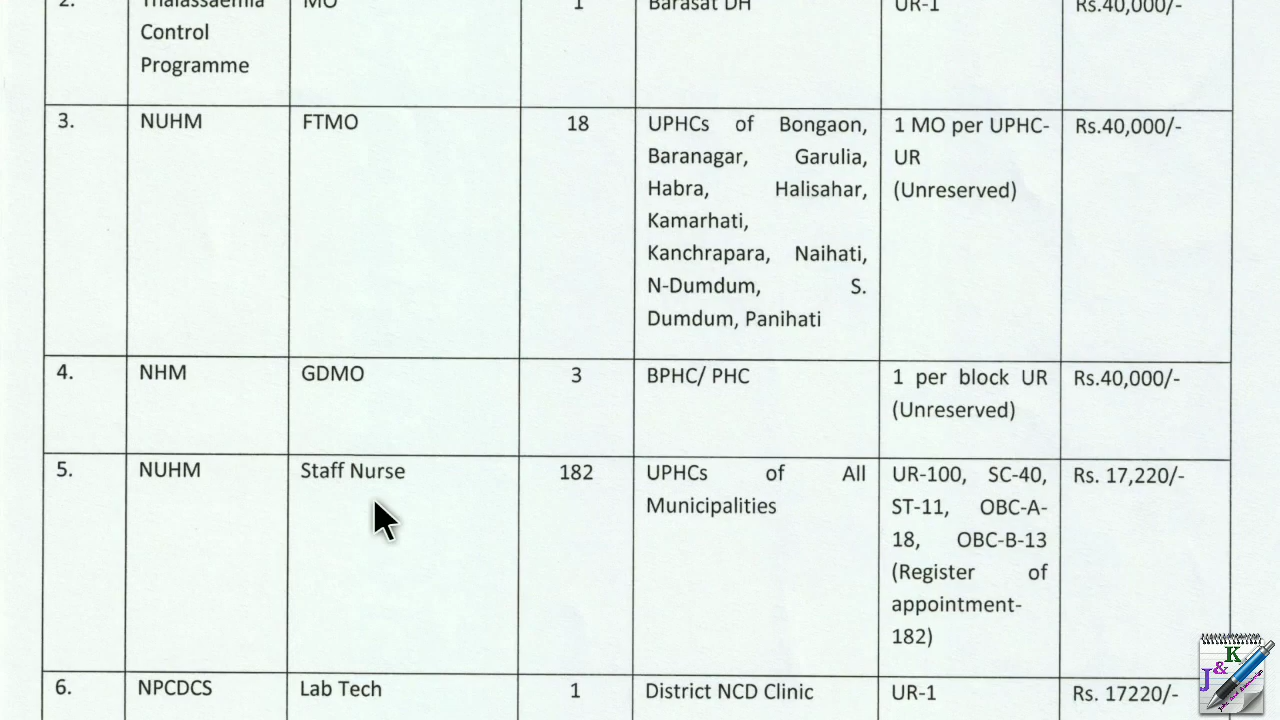 2. Thalassaemia MO 1 Barasat DH UR-1 Rs.40,000/-
Control
Programme
3. NUHM FTMO 18 UPHCs of Bongaon, 1 MO per UPHC- Rs.40,000/-
Baranagar, Garulia, UR
Habra, Halisahar, (Unreserved)
Kamarhati,
Kanchrapara, Naihati,
N-Dumdum, S.
Dumdum, Panihati
4. NHM GDMO 3 BPHC/ PHC 1 per block UR Rs.40,000/-
(Unreserved)
5. NUHM Staff Nurse 182 UPHCs of All UR-100, SC-40, Rs. 17,220/-
Municipalities ST-11, OBC-A-
18, OBC-B-13
(Register of
appointment-
182)
6. NPCDCS Lab Tech 1 District NCD Clinic UR-1 Rs. 17220/-
J&K